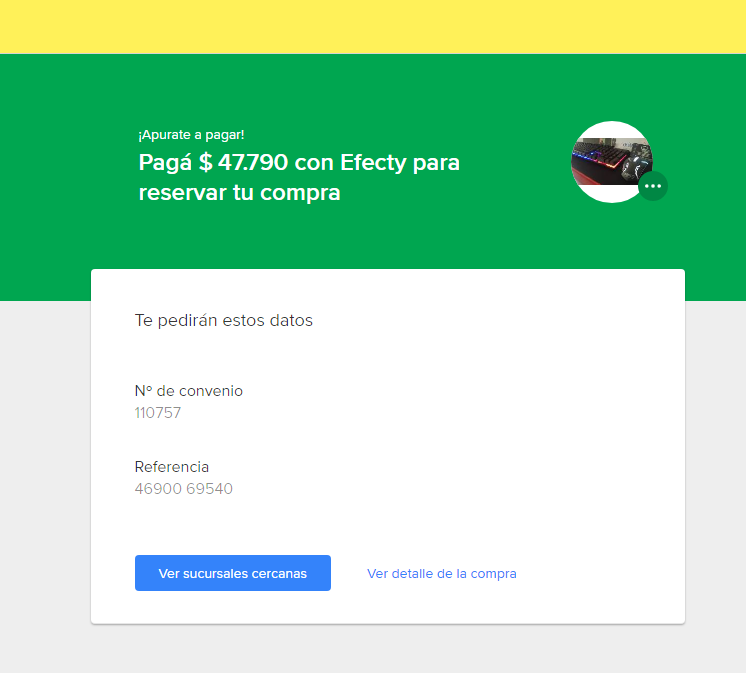 ¡Apurate a pagar!
Pagá $ 47.790 con Efecty para
reservar tu compra
Te pedirán estos datos
Nº de convenio
110757
Referencia
46900 69540
Ver sucursales cercanas
Ver detalle de la compra